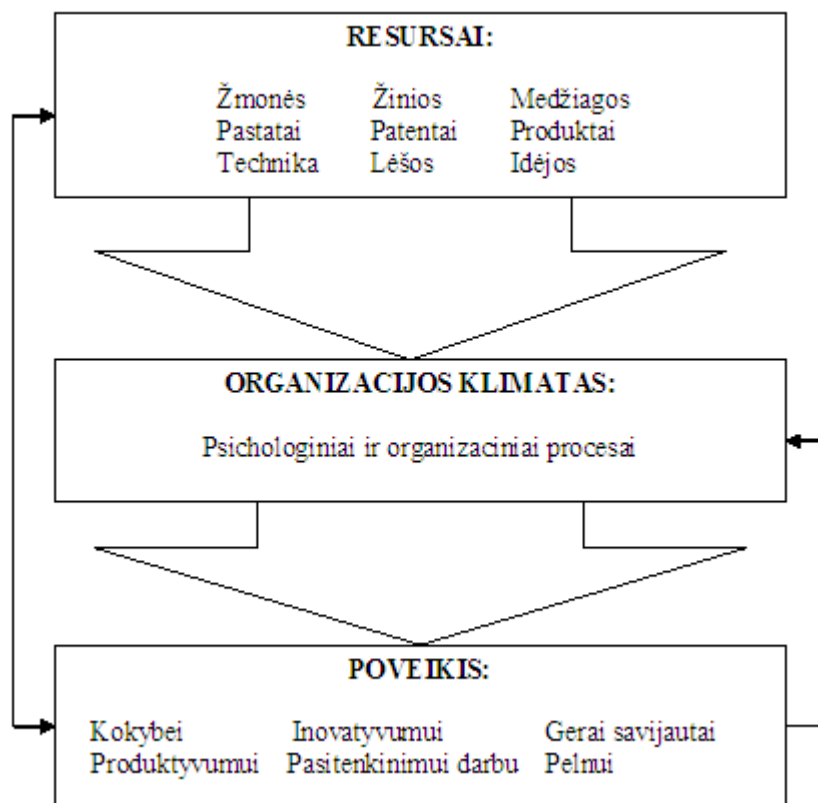 RESURSAI:
Žmonės Žinios Medžiagos
Pastatai Patentai Produktai
Technika Lėšos Idėjos
ORGANIZACIJOS KLIMATAS:
Psichologiniai ir organizaciniai procesai
POVEIKIS:
Kokybei Inovatyvumui Gerai savijautai
Produktyvumui Pasitenkinimui darbu Pelnui